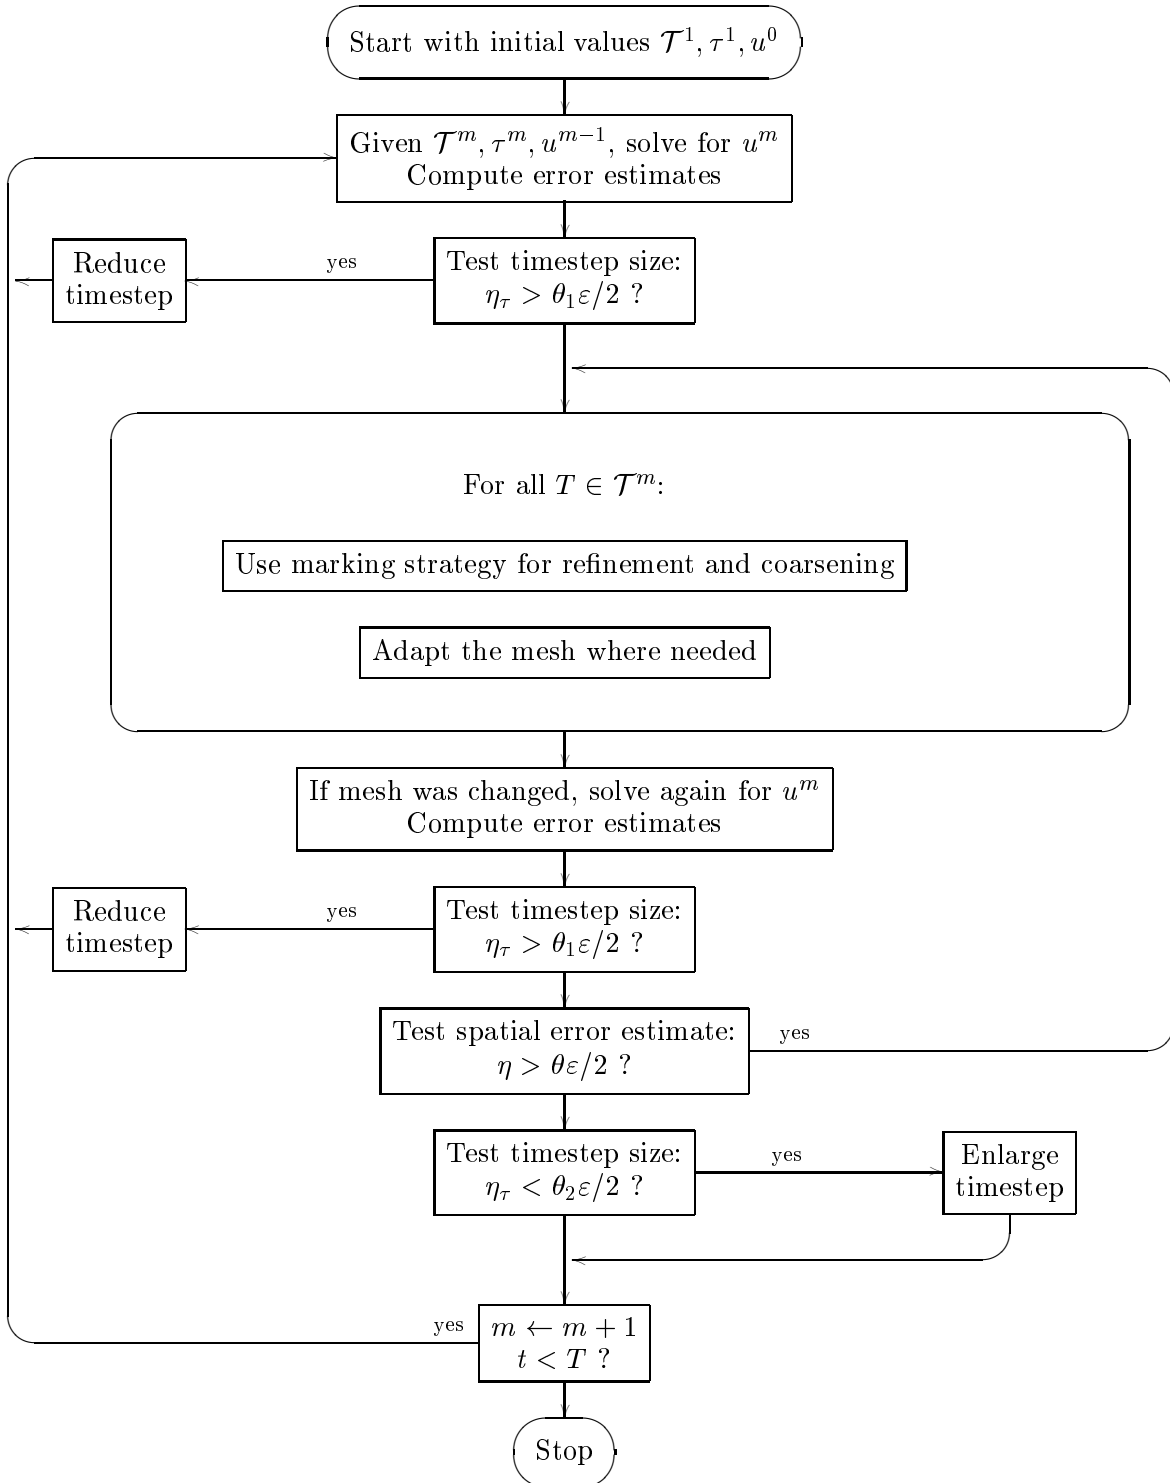 Start with initial values 𝒯¹, τ¹, u⁰
Given 𝒯ᵐ, τᵐ, uᵐ⁻¹, solve for uᵐ
Compute error estimates
Reduce
timestep
yes
Test timestep size:
η_τ > θ₁ε/2 ?
For all T ∈ 𝒯ᵐ:
Use marking strategy for refinement and coarsening
Adapt the mesh where needed
If mesh was changed, solve again for uᵐ
Compute error estimates
Reduce
timestep
yes
Test timestep size:
η_τ > θ₁ε/2 ?
Test spatial error estimate:
η > θε/2 ?
yes
Test timestep size:
η_τ < θ₂ε/2 ?
yes
Enlarge
timestep
yes
m ← m + 1
t < T ?
Stop